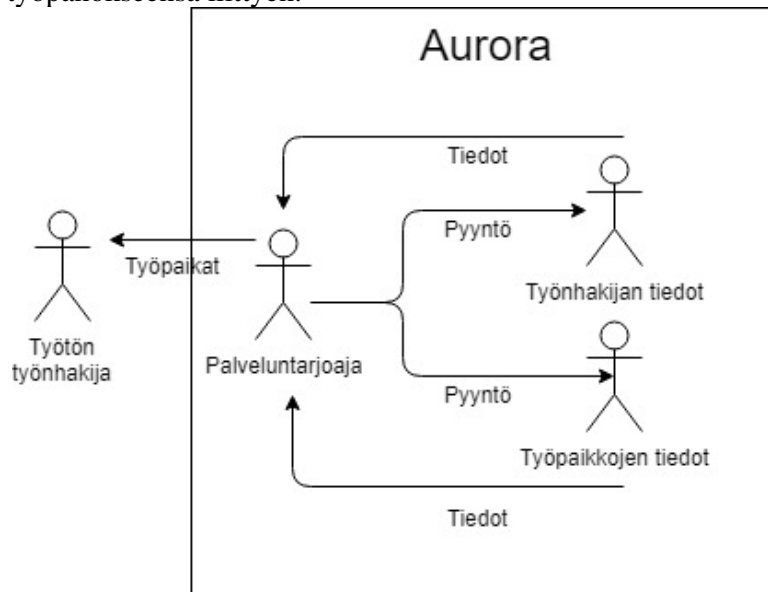 Aurora
Tiedot
Pyyntö
Työnhakijan tiedot
Työpaikat
Työtön
työnhakija
Palveluntarjoaja
Pyyntö
Työpaikkojen tiedot
Tiedot